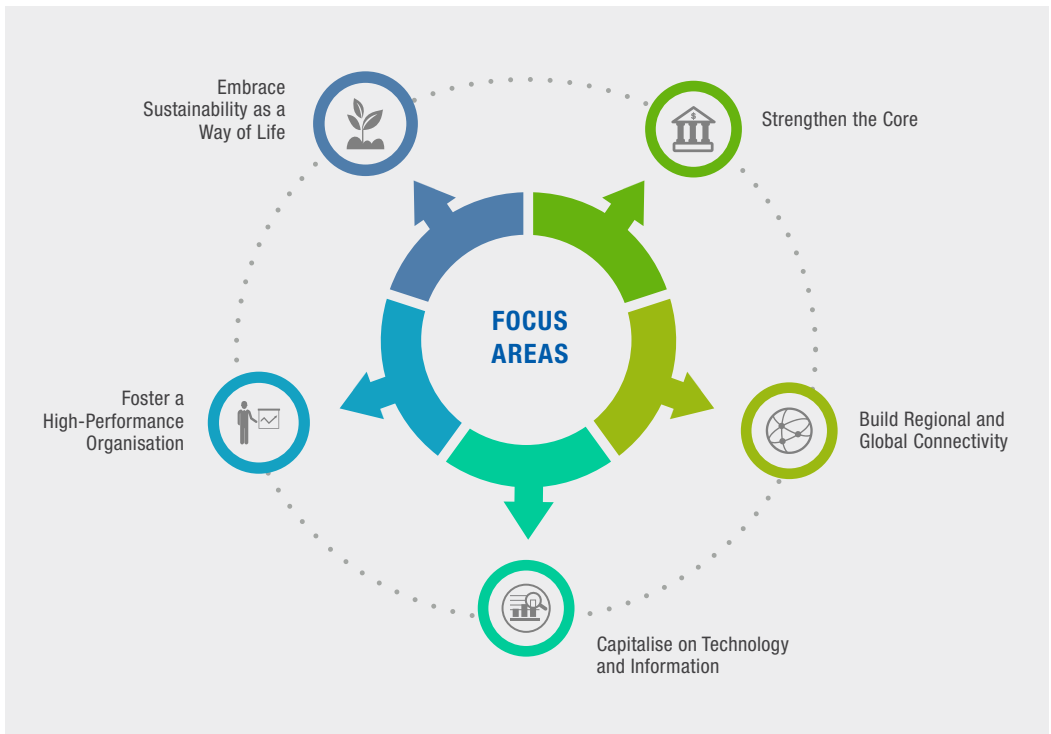 Embrace
Sustainability as a
Way of Life
Strengthen the Core
FOCUS
AREAS
Foster a
High-Performance
Organisation
Build Regional and
Global Connectivity
Capitalise on Technology
and Information
$